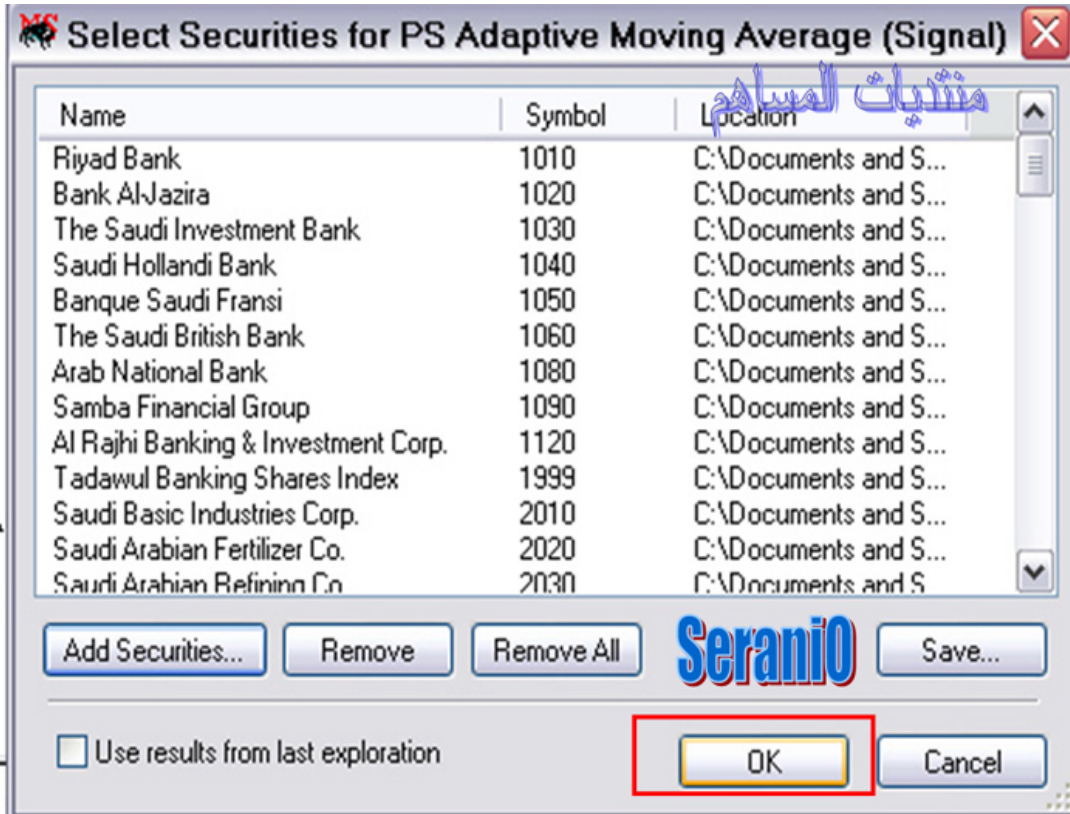 Select Securities for PS Adaptive Moving Average (Signal)
منتديات المساهم
Name Symbol Location
Riyad Bank 1010 C:\Documents and S...
Bank Al-Jazira 1020 C:\Documents and S...
The Saudi Investment Bank 1030 C:\Documents and S...
Saudi Hollandi Bank 1040 C:\Documents and S...
Banque Saudi Fransi 1050 C:\Documents and S...
The Saudi British Bank 1060 C:\Documents and S...
Arab National Bank 1080 C:\Documents and S...
Samba Financial Group 1090 C:\Documents and S...
Al Rajhi Banking & Investment Corp. 1120 C:\Documents and S...
Tadawul Banking Shares Index 1999 C:\Documents and S...
Saudi Basic Industries Corp. 2010 C:\Documents and S...
Saudi Arabian Fertilizer Co. 2020 C:\Documents and S...
Saudi Arabian Refining Co 2030 C:\Documents and S
Add Securities... Remove Remove All Serani0 Save...
Use results from last exploration OK Cancel